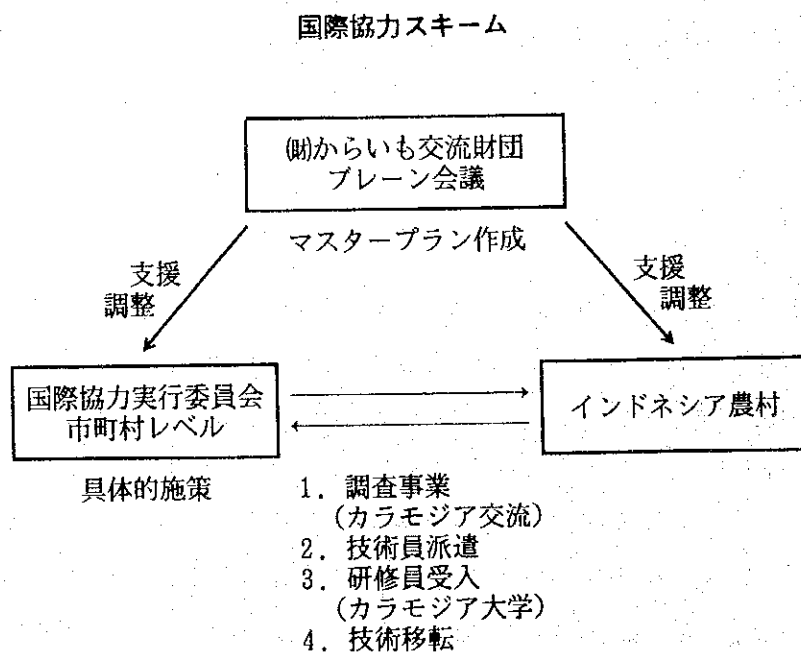 国際協力スキーム
㈶からいも交流財団
ブレーン会議
マスタープラン作成
支援
調整
支援
調整
国際協力実行委員会
市町村レベル
インドネシア農村
具体的施策
1. 調査事業
(カラモジア交流)
2. 技術員派遣
3. 研修員受入
(カラモジア大学)
4. 技術移転